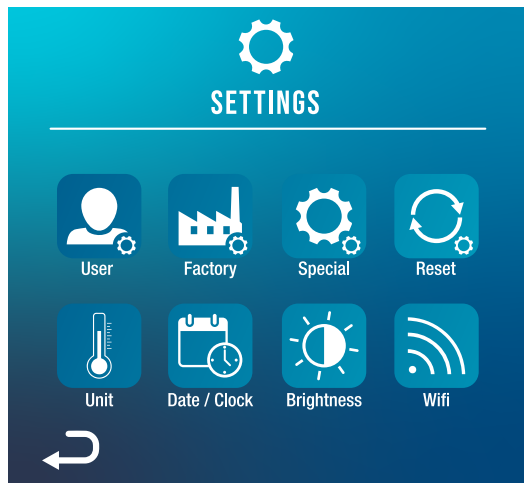 SETTINGS
User Factory Special Reset
Unit Date / Clock Brightness Wifi